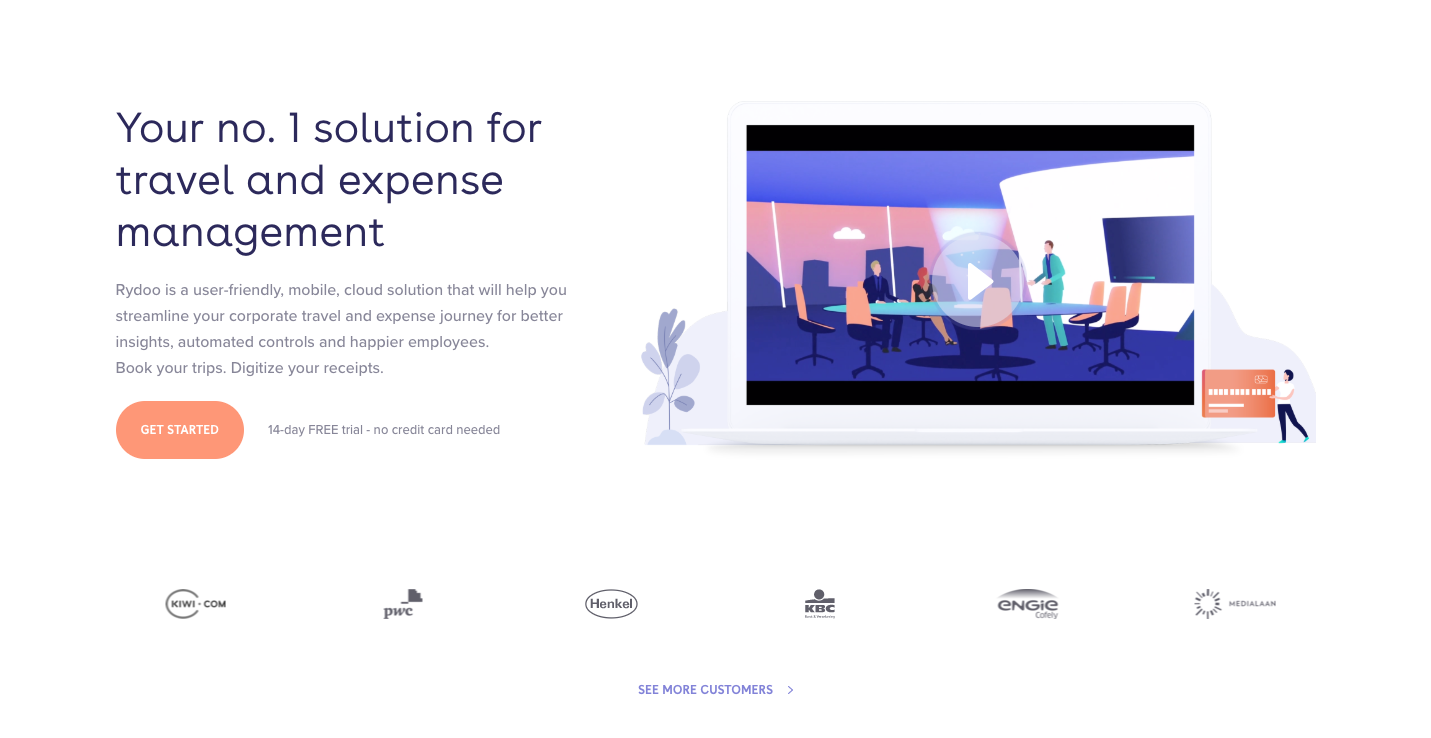 Your no. 1 solution for
travel and expense
management
Rydoo is a user-friendly, mobile, cloud solution that will help you
streamline your corporate travel and expense journey for better
insights, automated controls and happier employees.
Book your trips. Digitize your receipts.
GET STARTED
14-day FREE trial - no credit card needed
KIWI·COM
pwc
Henkel
KBC
ENGIE
Cofely
MEDIALAAN
SEE MORE CUSTOMERS